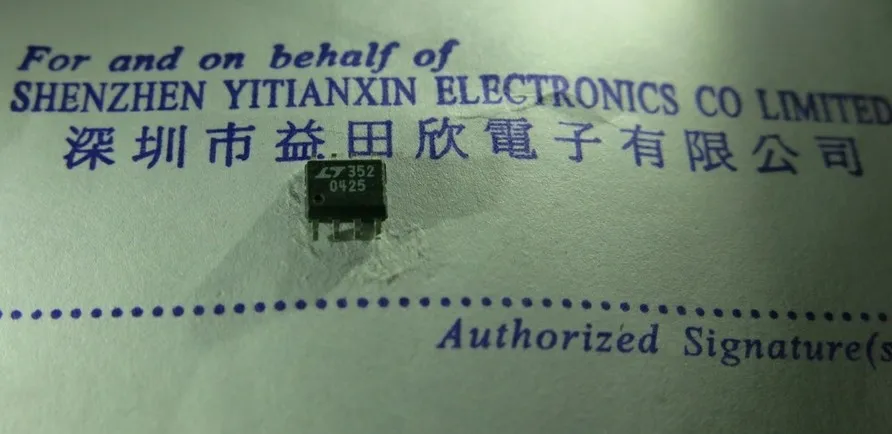 For and on behalf of
SHENZHEN YITIANXIN ELECTRONICS CO LIMITED
深圳市益田欣電子有限公司
LT 352
0425
Authorized Signature(s